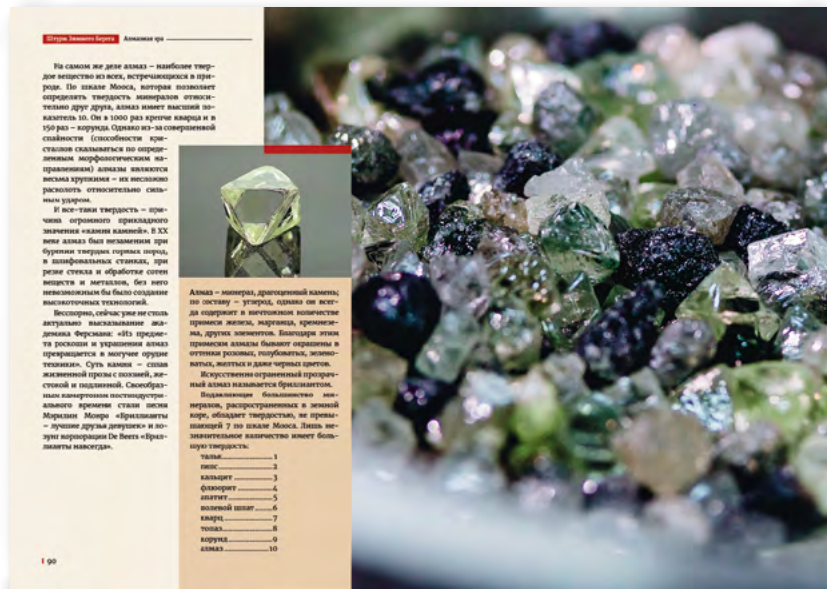 Штурм Зимнего берега Алмазная эра
На самом же деле алмаз – наиболее твер-
дое вещество из всех, встречающихся в при-
роде. По шкале Мооса, которая позволяет
определять твердость минералов относи-
тельно друг друга, алмаз имеет высший по-
казатель 10. Он в 1000 раз крепче кварца и в
150 раз – корунда. Однако из-за совершенной
спайности (способности кри-
сталлов скалываться по опреде-
ленным морфологическим на-
правлениям) алмазы являются
весьма хрупкими – их несложно
расколоть относительно силь-
ным ударом.
И все-таки твердость – при-
чина огромного прикладного
значения «камня камней». В XX
веке алмаз был незаменим при
бурении твердых горных пород,
в шлифовальных станках, при
резке стекла и обработке сотен
веществ и металлов, без него
невозможным бы было создание
высокоточных технологий.
Бесспорно, сейчас уже не столь
актуально высказывание ака-
демика Ферсмана: «Из предме-
та роскоши и украшения алмаз
превращается в могучее орудие
техники». Суть камня – сплав
жизненной прозы с поэзией, же-
стокой и подлинной. Своеобраз-
ным камертоном постиндустри-
ального времени стали песня
Мэрилин Монро «Бриллианты
– лучшие друзья девушек» и ло-
зунг корпорации De Beers «Брил-
лианты навсегда».
Алмаз – минерал, драгоценный камень;
по составу – углерод, однако он всег-
да содержит в ничтожном количестве
примеси железа, марганца, кремнезе-
ма, других элементов. Благодаря этим
примесям алмазы бывают окрашены в
оттенки розовых, голубоватых, зелено-
ватых, желтых и даже черных цветов.
Искусственно ограненный прозрач-
ный алмаз называется бриллиантом.
Подавляющее большинство ми-
нералов, распространенных в земной
коре, обладает твердостью, не превы-
шающей 7 по шкале Мооса. Лишь не-
значительное количество имеет боль-
шую твердость:
тальк 1
гипс 2
кальцит 3
флюорит 4
апатит 5
полевой шпат 6
кварц 7
топаз 8
корунд 9
алмаз 10
90